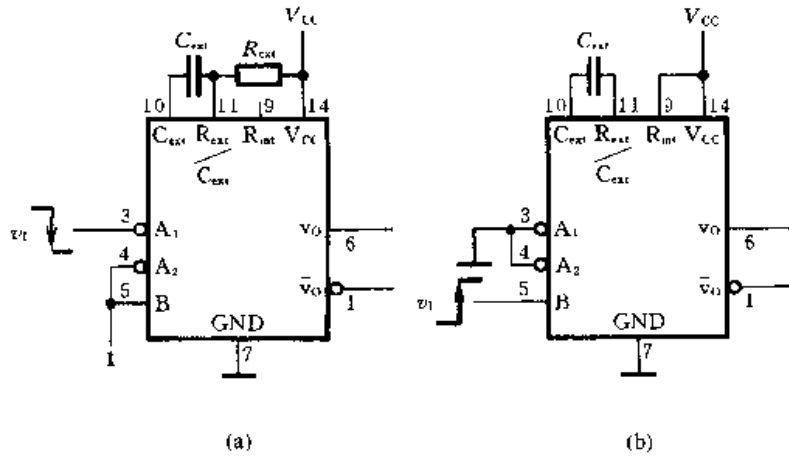 V_CC
C_ext
R_ext
10 11 9 14
C_ext R_ext R_int V_CC
C_ext
v_I
3 A_1
4 A_2
5 B
v_O 6
v̄_O 1
GND
7
1
(a)
V_CC
C_ext
10 11 9 14
C_ext R_ext R_int V_CC
C_ext
3 A_1
4 A_2
v_I
5 B
v_O 6
v̄_O 1
GND
7
(b)